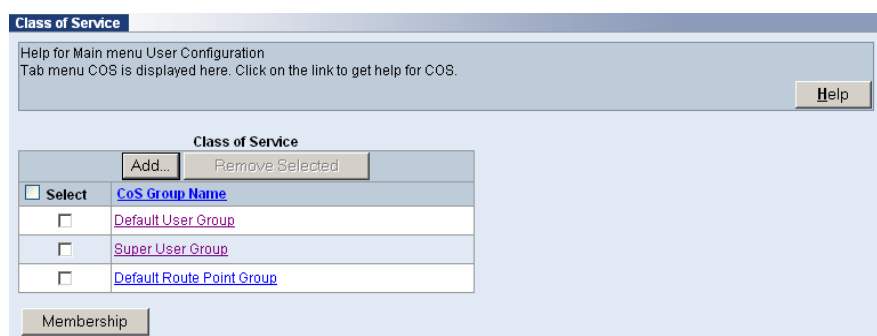 Class of Service
Help for Main menu User Configuration
Tab menu COS is displayed here. Click on the link to get help for COS.
Help
Class of Service
Add... Remove Selected
Select CoS Group Name
Default User Group
Super User Group
Default Route Point Group
Membership